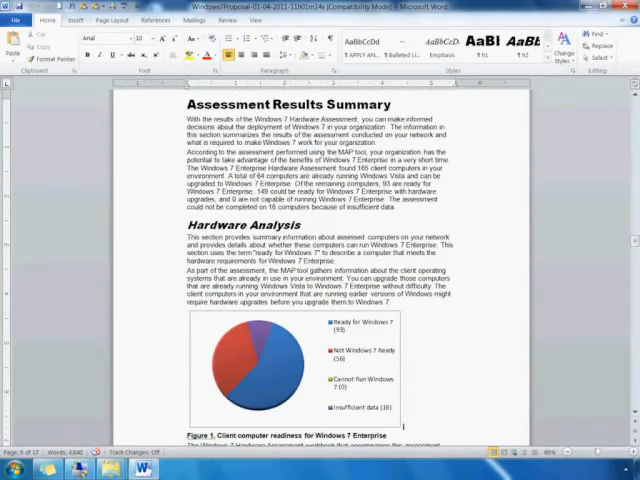 Windows7Proposal-01-04-2011-11h01m14s [Compatibility Mode] - Microsoft Word
File Home Insert Page Layout References Mailings Review View
Paste
Cut
Copy
Format Painter
Clipboard
Arial
10
Font
Paragraph
AaBbCcDd AaBbCcDd AaBbCcDd AaBl AaBb
¶ APPLY AN... ¶ Bulleted Li... Emphasis ¶ h1 ¶ h2
Change
Styles
Styles
Find
Replace
Select
Editing
Assessment Results Summary
With the results of the Windows 7 Hardware Assessment, you can make informed
decisions about the deployment of Windows 7 in your organization. The information in
this section summarizes the results of the assessment conducted on your network and
what is required to make Windows 7 work for your organization.
According to the assessment performed using the MAP tool, your organization has the
potential to take advantage of the benefits of Windows 7 Enterprise in a very short time.
The Windows 7 Enterprise Hardware Assessment found 165 computers in your
environment. A total of 64 computers are already running Windows Vista and can be
upgraded to Windows 7 Enterprise. Of the remaining computers, 93 are ready for
Windows 7 Enterprise, 149 could be ready for Windows 7 Enterprise with hardware
upgrades, and 0 are not capable of running Windows 7 Enterprise. The assessment
could not be completed on 16 computers because of insufficient data.
Hardware Analysis
This section provides summary information about assessed computers on your network
and provides details about whether these computers can run Windows 7 Enterprise. This
section uses the term "ready for Windows 7" to describe a computer that meets the
hardware requirements for Windows 7 Enterprise.
As part of the assessment, the MAP tool gathers information about the client operating
systems that are already in use in your environment. You can upgrade those computers
that are already running Windows Vista to Windows 7 Enterprise without difficulty. The
client computers in your environment that are running earlier versions of Windows might
require hardware upgrades before you upgrade them to Windows 7.
Ready for Windows 7
(93)
Not Windows 7 Ready
(56)
Cannot Run Windows
7 (0)
Insufficient data (16)
Figure 1. Client computer readiness for Windows 7 Enterprise
The Windows 7 Hardware Assessment workbook that accompanies this assessment
Page: 9 of 17 Words: 4,640 Track Changes: Off
89%